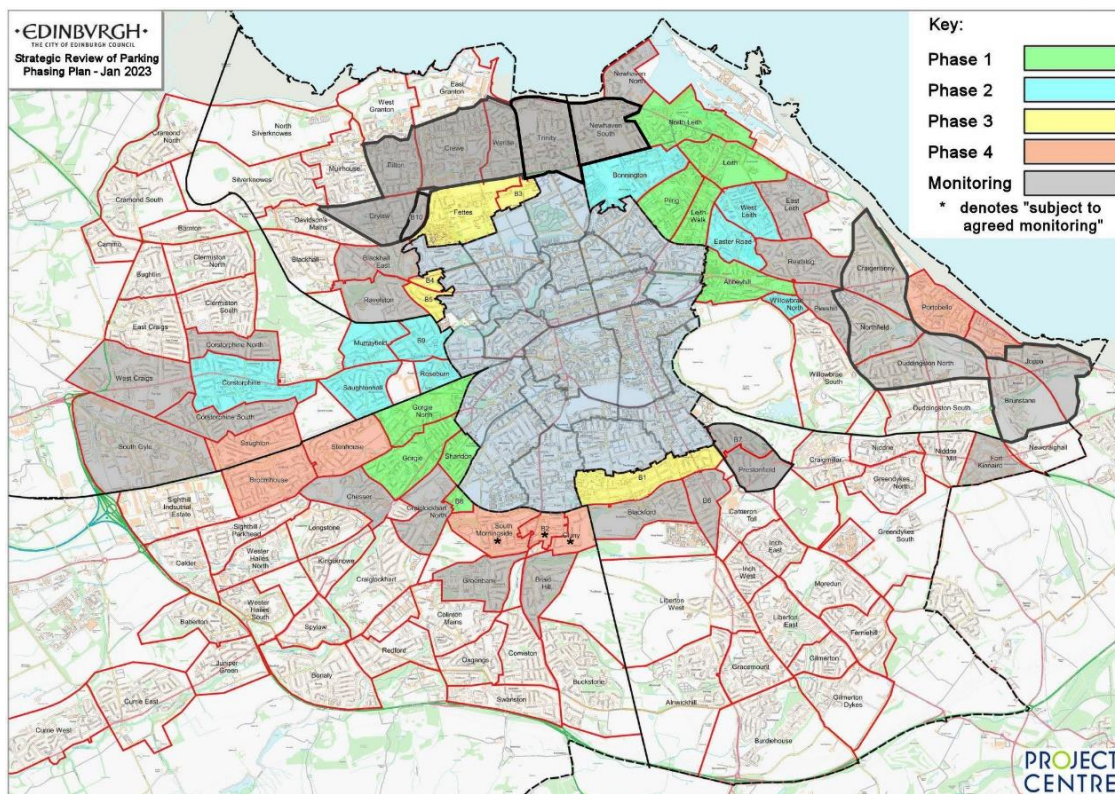 ·EDINBVRGH·
THE CITY OF EDINBURGH COUNCIL
Strategic Review of Parking
Phasing Plan - Jan 2023
Key:
Phase 1
Phase 2
Phase 3
Phase 4
Monitoring
* denotes "subject to
agreed monitoring"
Newhaven
North
East
Granton
West
Granton
North
Silverknowes
Cramond
North
Cramond South
Silverknowes
Muirhouse
Pilton
Crewe
Wardie
Trinity
Newhaven
South
North Leith
Leith
Bonnington
Pilrig
Leith
Walk
West
Leith
East
Leith
Easter Road
Restalrig
Craigentinny
Abbeyhill
Willowbrae
North
Piershill
Northfield
Portobello
Duddingston North
Joppa
Brunstane
Willowbrae
South
Duddingston South
Newcraighall
Fort
Kinnaird
Niddrie
Mill
Niddrie
Craigmillar
Greendykes
North
Greendykes
South
Fettes
B3
B10
Davidson's
Mains
Barnton
Cammo
Bughtlin
Clermiston
North
Clermiston
South
Blackhall
Blackhall
East
B4
B5
Ravelston
East Craigs
Corstorphine North
Murrayfield
B9
Roseburn
West Craigs
Corstorphine
Saughtonhall
Corstorphine South
South Gyle
Saughton
Stenhouse
Broomhouse
Gorgie
North
Gorgie
Shandon
Chesser
Craiglockhart
North
B8
B7
Prestonfield
B1
B6
Blackford
Cameron
Toll
South
Morningside
*
B2
*
Cluny
*
Sighthill
Industrial
Estate
Sighthill /
Parkhead
Longstone
Calder
Wester
Hailes
North
Kingsknowe
Craiglockhart
Greenbank
Braid
Hill
Wester
Hailes
South
Spylaw
Colinton
Mains
Baberton
Juniper
Green
Bonaly
Redford
Oxgangs
Comiston
Buckstone
Swanston
Currie East
Currie West
Inch
East
Inch
West
Moredun
Liberton
West
Liberton
East
Ferniehill
Gracemount
Gilmerton
Gilmerton
Dykes
Alnwickhill
Burdiehouse
PROJECT
CENTRE